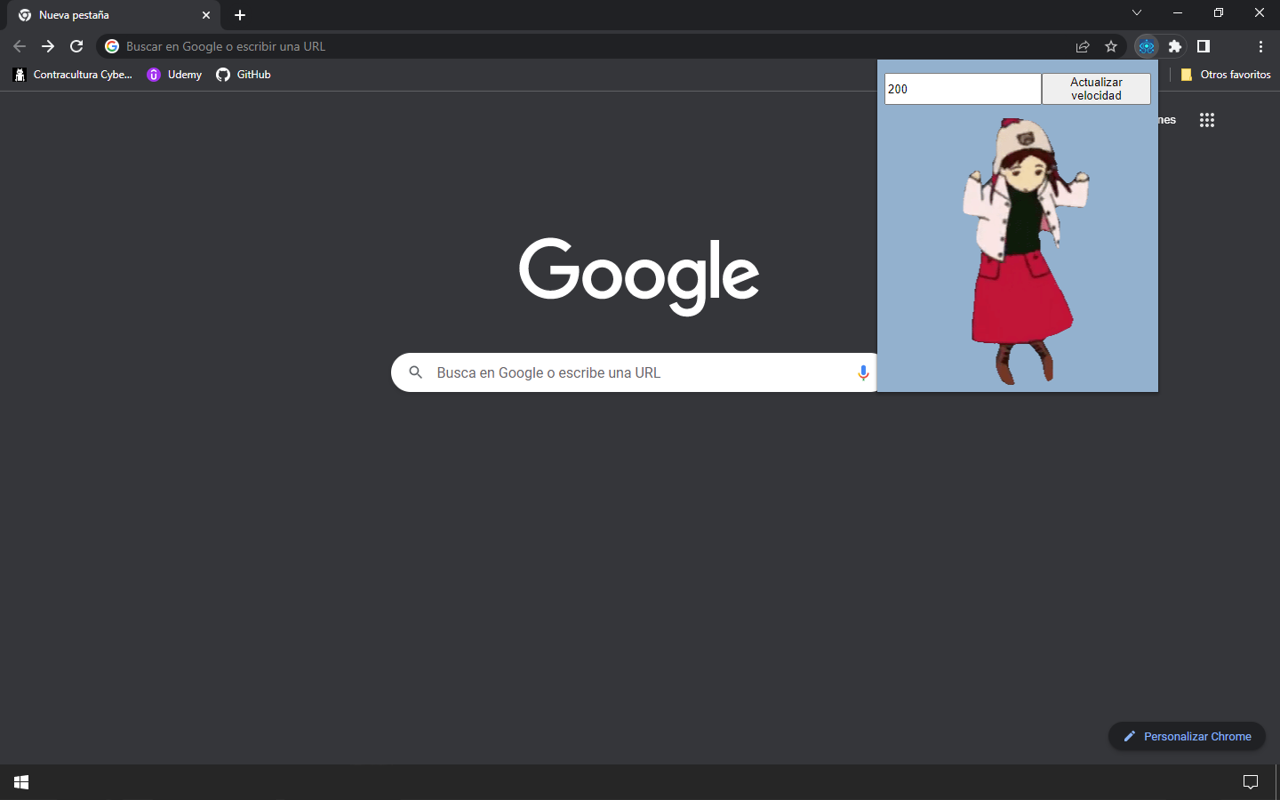 Nueva pestaña
Buscar en Google o escribir una URL
Contracultura Cybe...
Udemy
GitHub
Otros favoritos
200
Actualizar
velocidad
nes
Google
Busca en Google o escribe una URL
Personalizar Chrome